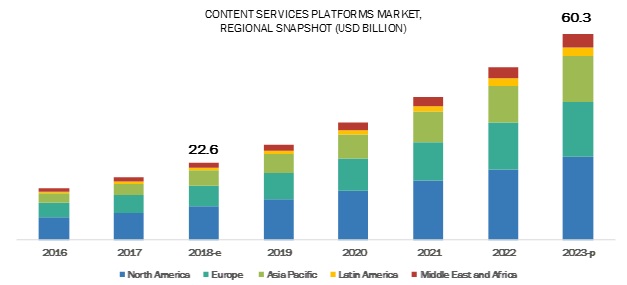 CONTENT SERVICES PLATFORMS MARKET,
REGIONAL SNAPSHOT (USD BILLION)
60.3
22.6
2016 2017 2018-e 2019 2020 2021 2022 2023-p
North America Europe Asia Pacific Latin America Middle East and Africa